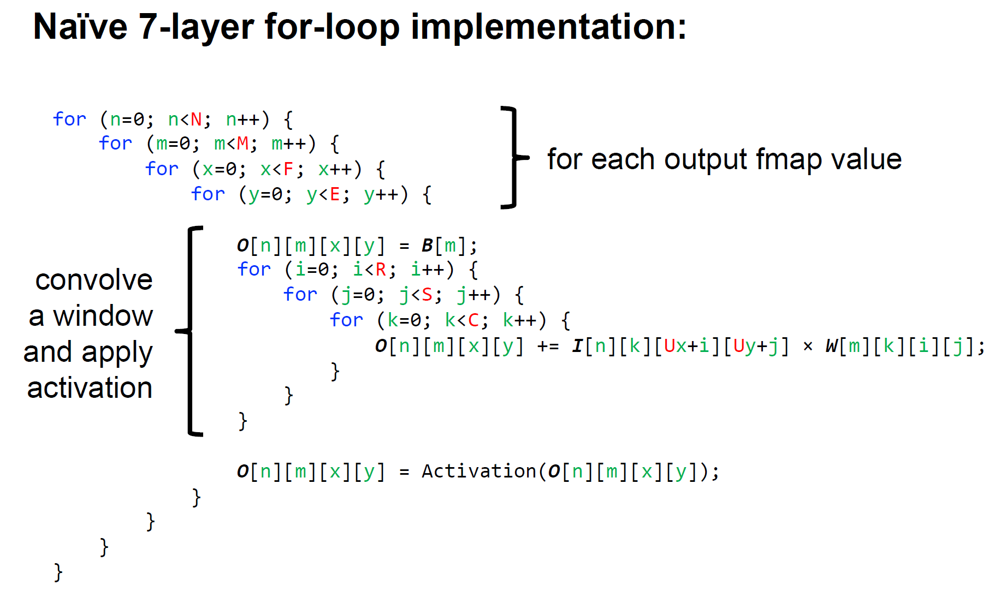 Naïve 7-layer for-loop implementation:
for (n=0; n<N; n++) {
for (m=0; m<M; m++) {
for (x=0; x<F; x++) {
for (y=0; y<E; y++) {
for each output fmap value
convolve
a window
and apply
activation
O[n][m][x][y] = B[m];
for (i=0; i<R; i++) {
for (j=0; j<S; j++) {
for (k=0; k<C; k++) {
O[n][m][x][y] += I[n][k][Ux+i][Uy+j] × W[m][k][i][j];
}
}
}
O[n][m][x][y] = Activation(O[n][m][x][y]);
}
}
}
}